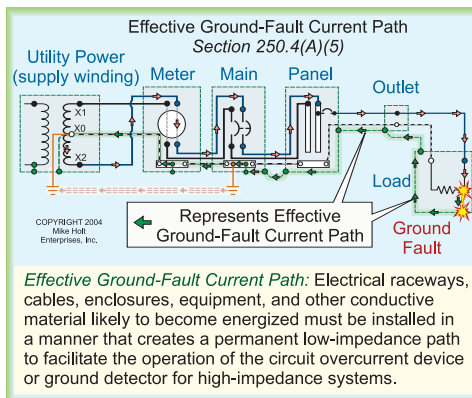 Effective Ground-Fault Current Path
Section 250.4(A)(5)
Utility Power
(supply winding)
Meter
Main
Panel
Outlet
X1
X0
X2
Load
Ground
Fault
COPYRIGHT 2004
Mike Holt
Enterprises, Inc.
Represents Effective
Ground-Fault Current Path
Effective Ground-Fault Current Path: Electrical raceways,
cables, enclosures, equipment, and other conductive
material likely to become energized must be installed in
a manner that creates a permanent low-impedance path
to facilitate the operation of the circuit overcurrent device
or ground detector for high-impedance systems.